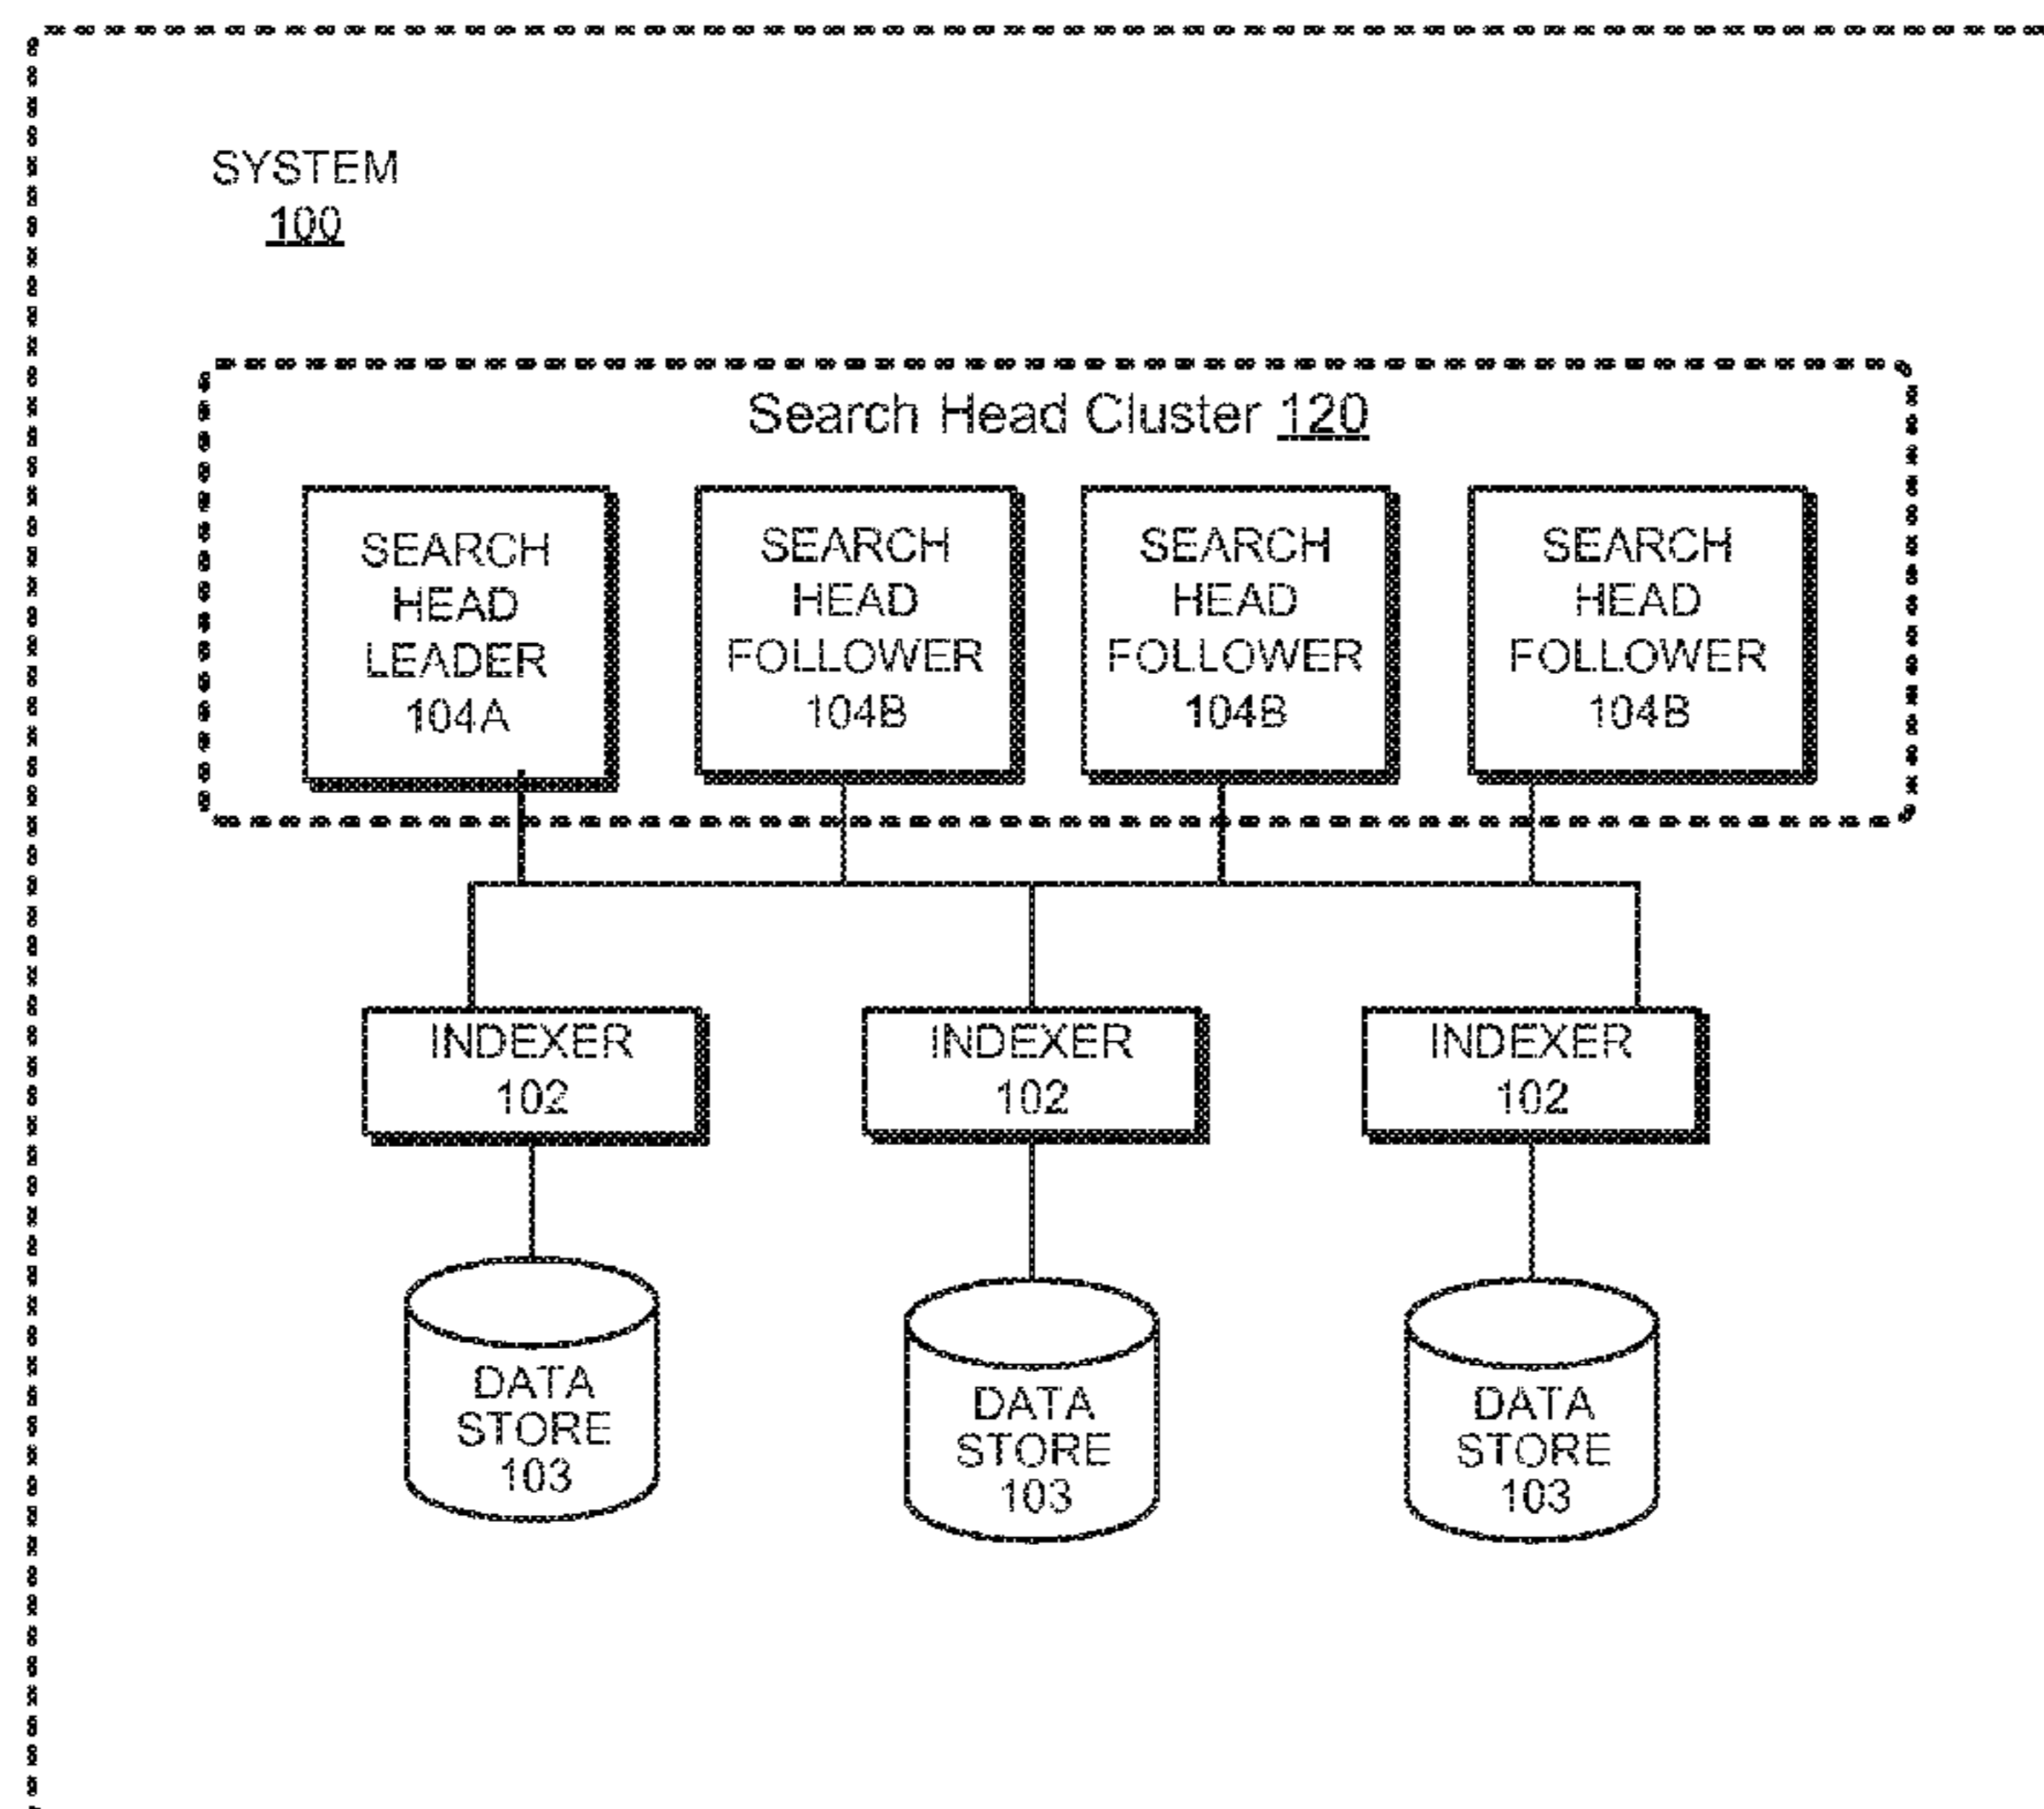 SYSTEM
100
Search Head Cluster 120
SEARCH
HEAD
LEADER
104A
SEARCH
HEAD
FOLLOWER
104B
SEARCH
HEAD
FOLLOWER
104B
SEARCH
HEAD
FOLLOWER
104B
INDEXER
102
INDEXER
102
INDEXER
102
DATA
STORE
103
DATA
STORE
103
DATA
STORE
103